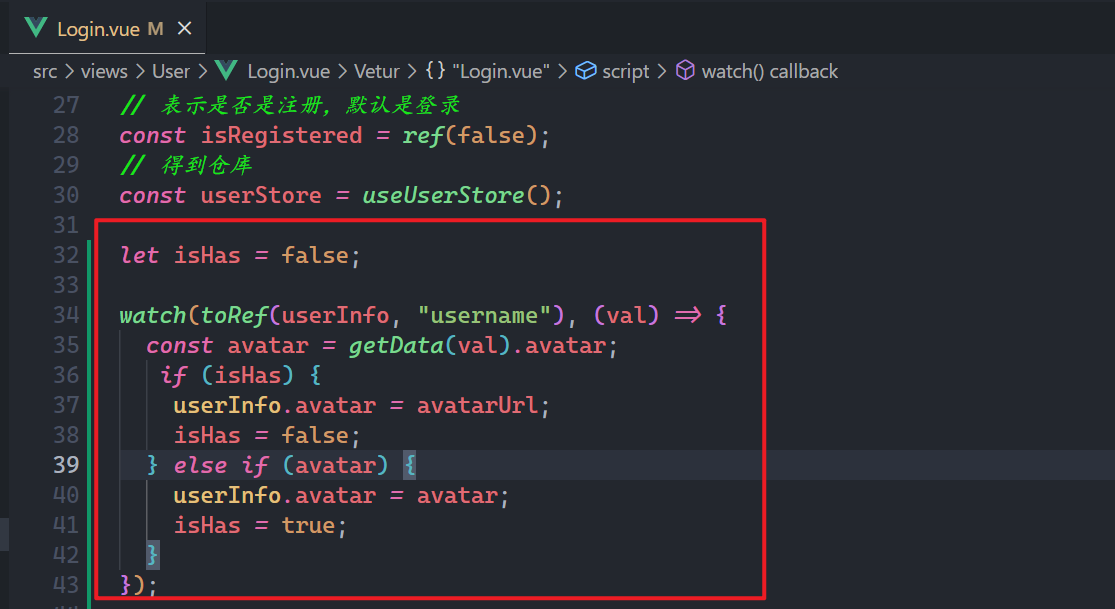 Login.vue M ×
src > views > User > Login.vue > Vetur > {} "Login.vue" > script > watch() callback
27 // 表示是否是注册，默认是登录
28 const isRegistered = ref(false);
29 // 得到仓库
30 const userStore = useUserStore();
31
32 let isHas = false;
33
34 watch(toRef(userInfo, "username"), (val) => {
35 const avatar = getData(val).avatar;
36 if (isHas) {
37 userInfo.avatar = avatarUrl;
38 isHas = false;
39 } else if (avatar) {
40 userInfo.avatar = avatar;
41 isHas = true;
42 }
43 });